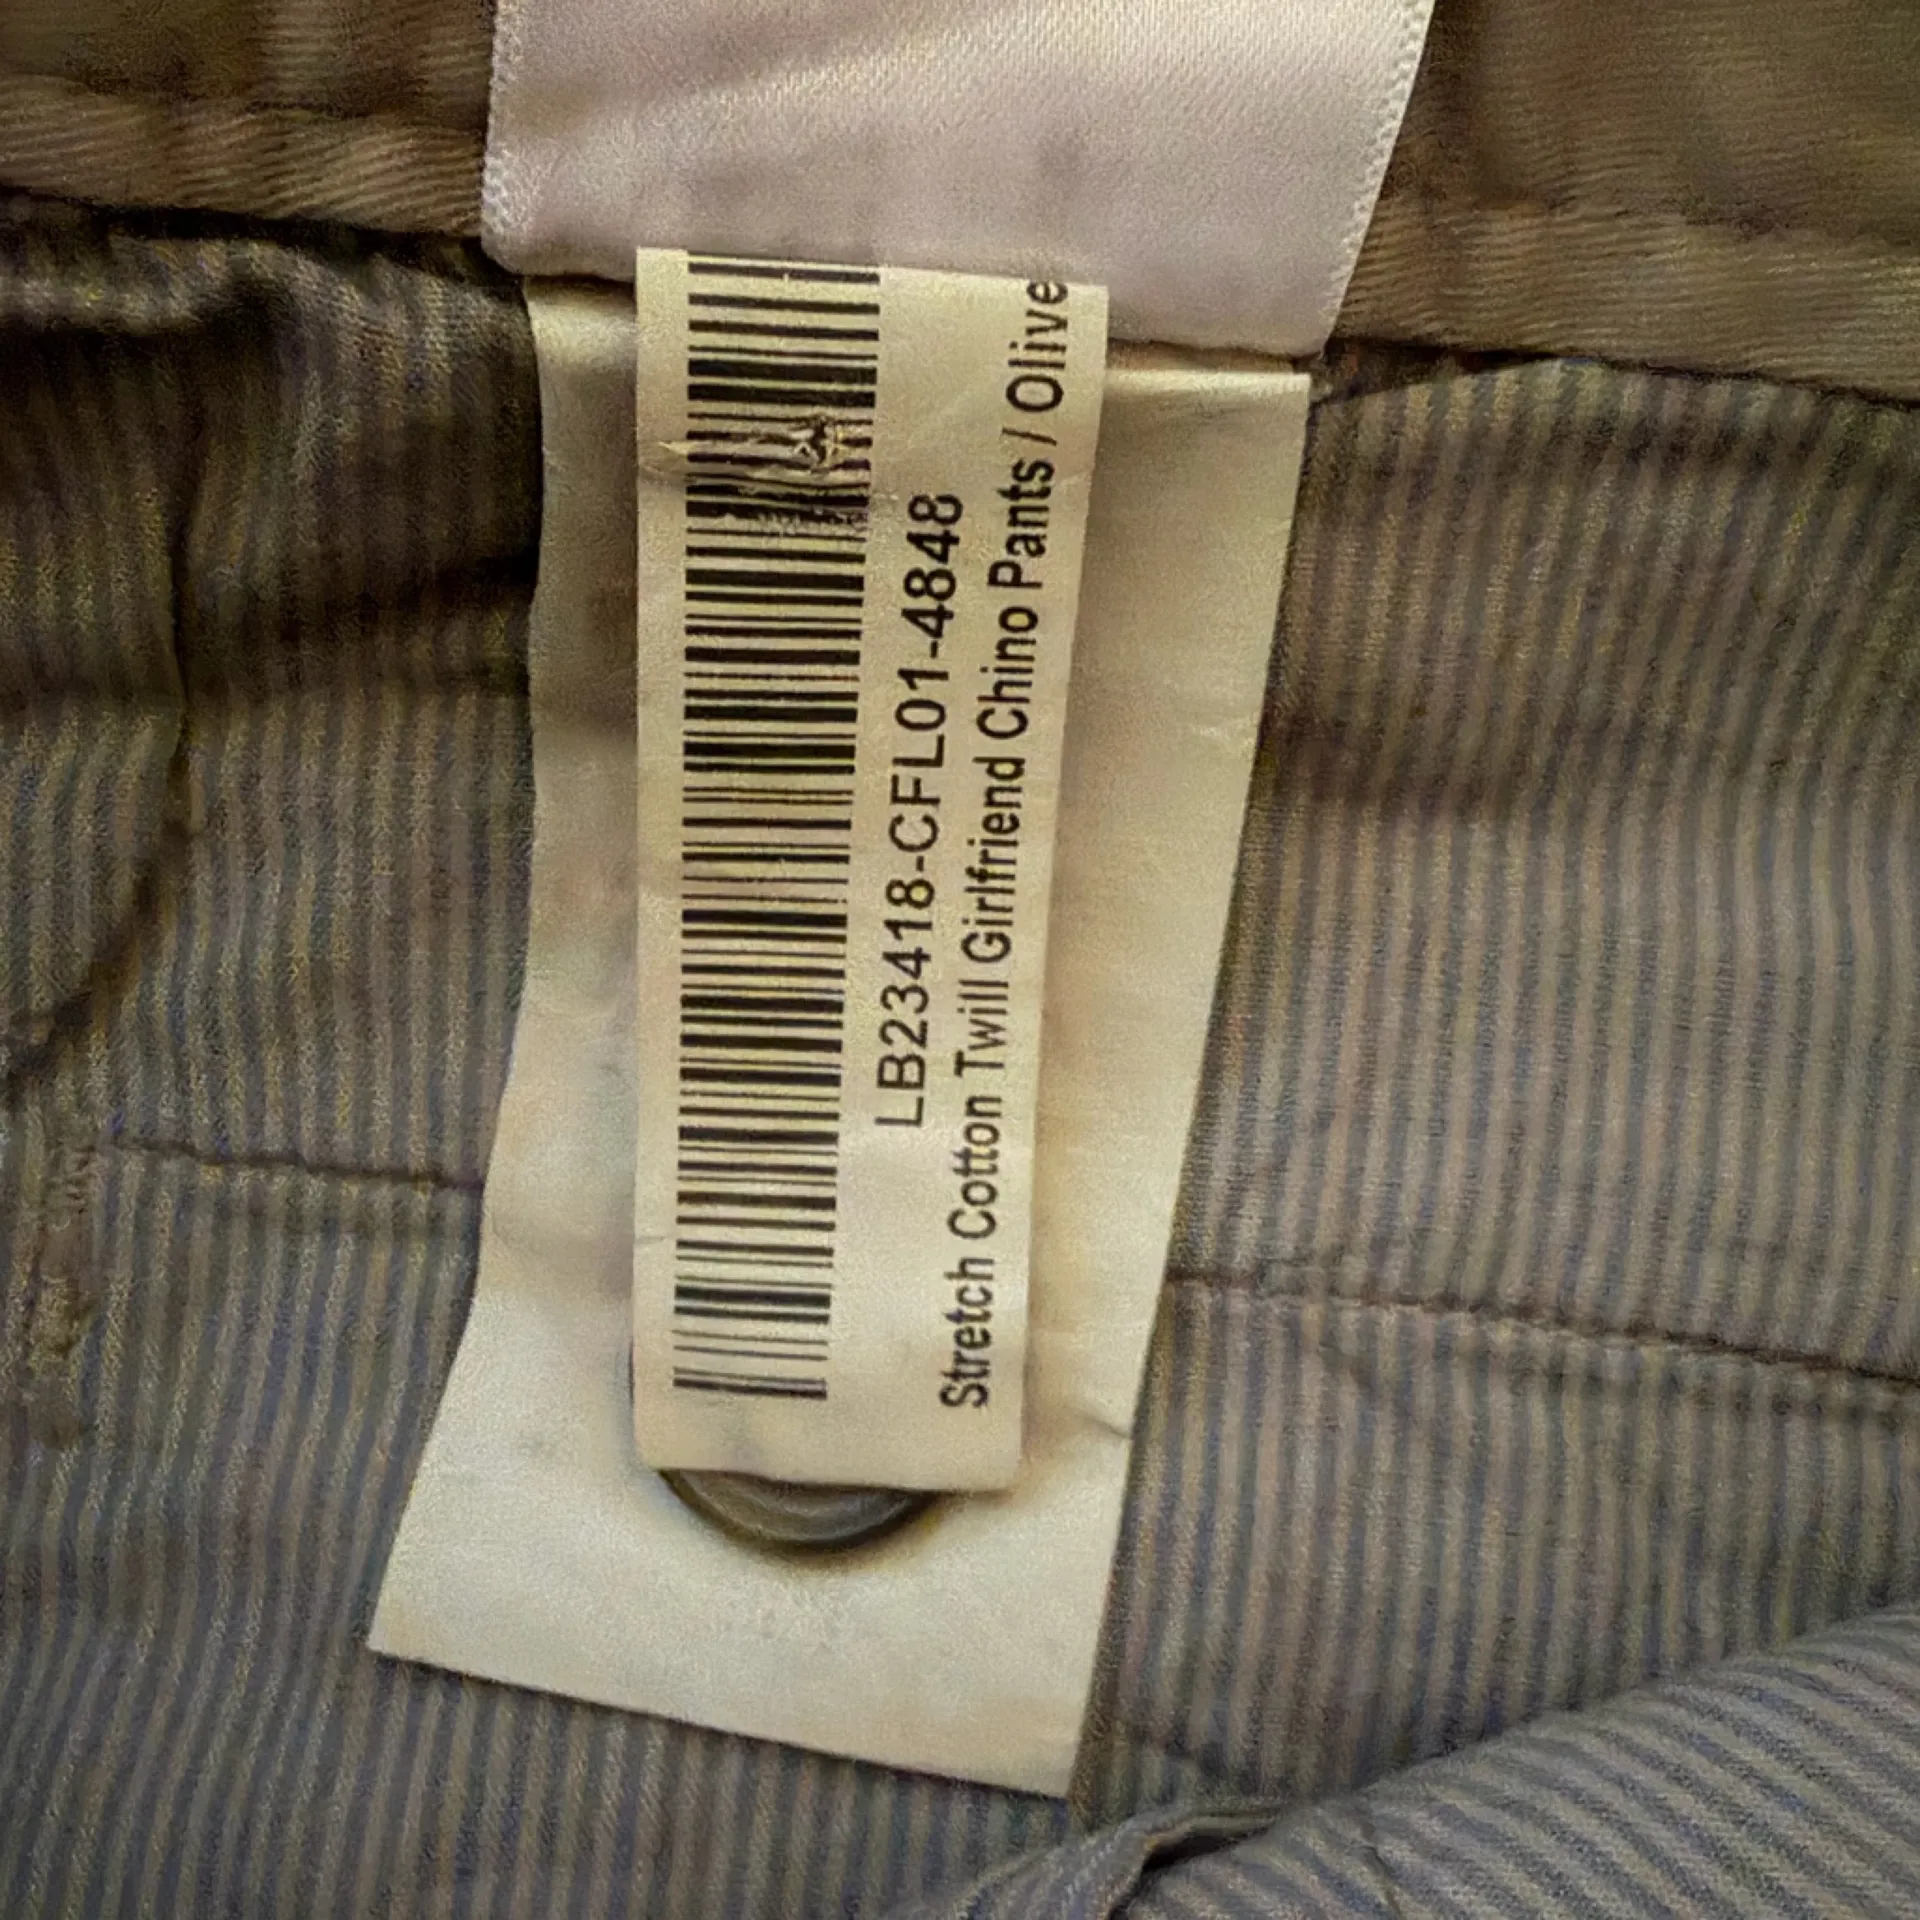 LB23418-CFL01-4848
Stretch Cotton Twill Girlfriend Chino Pants / Olive